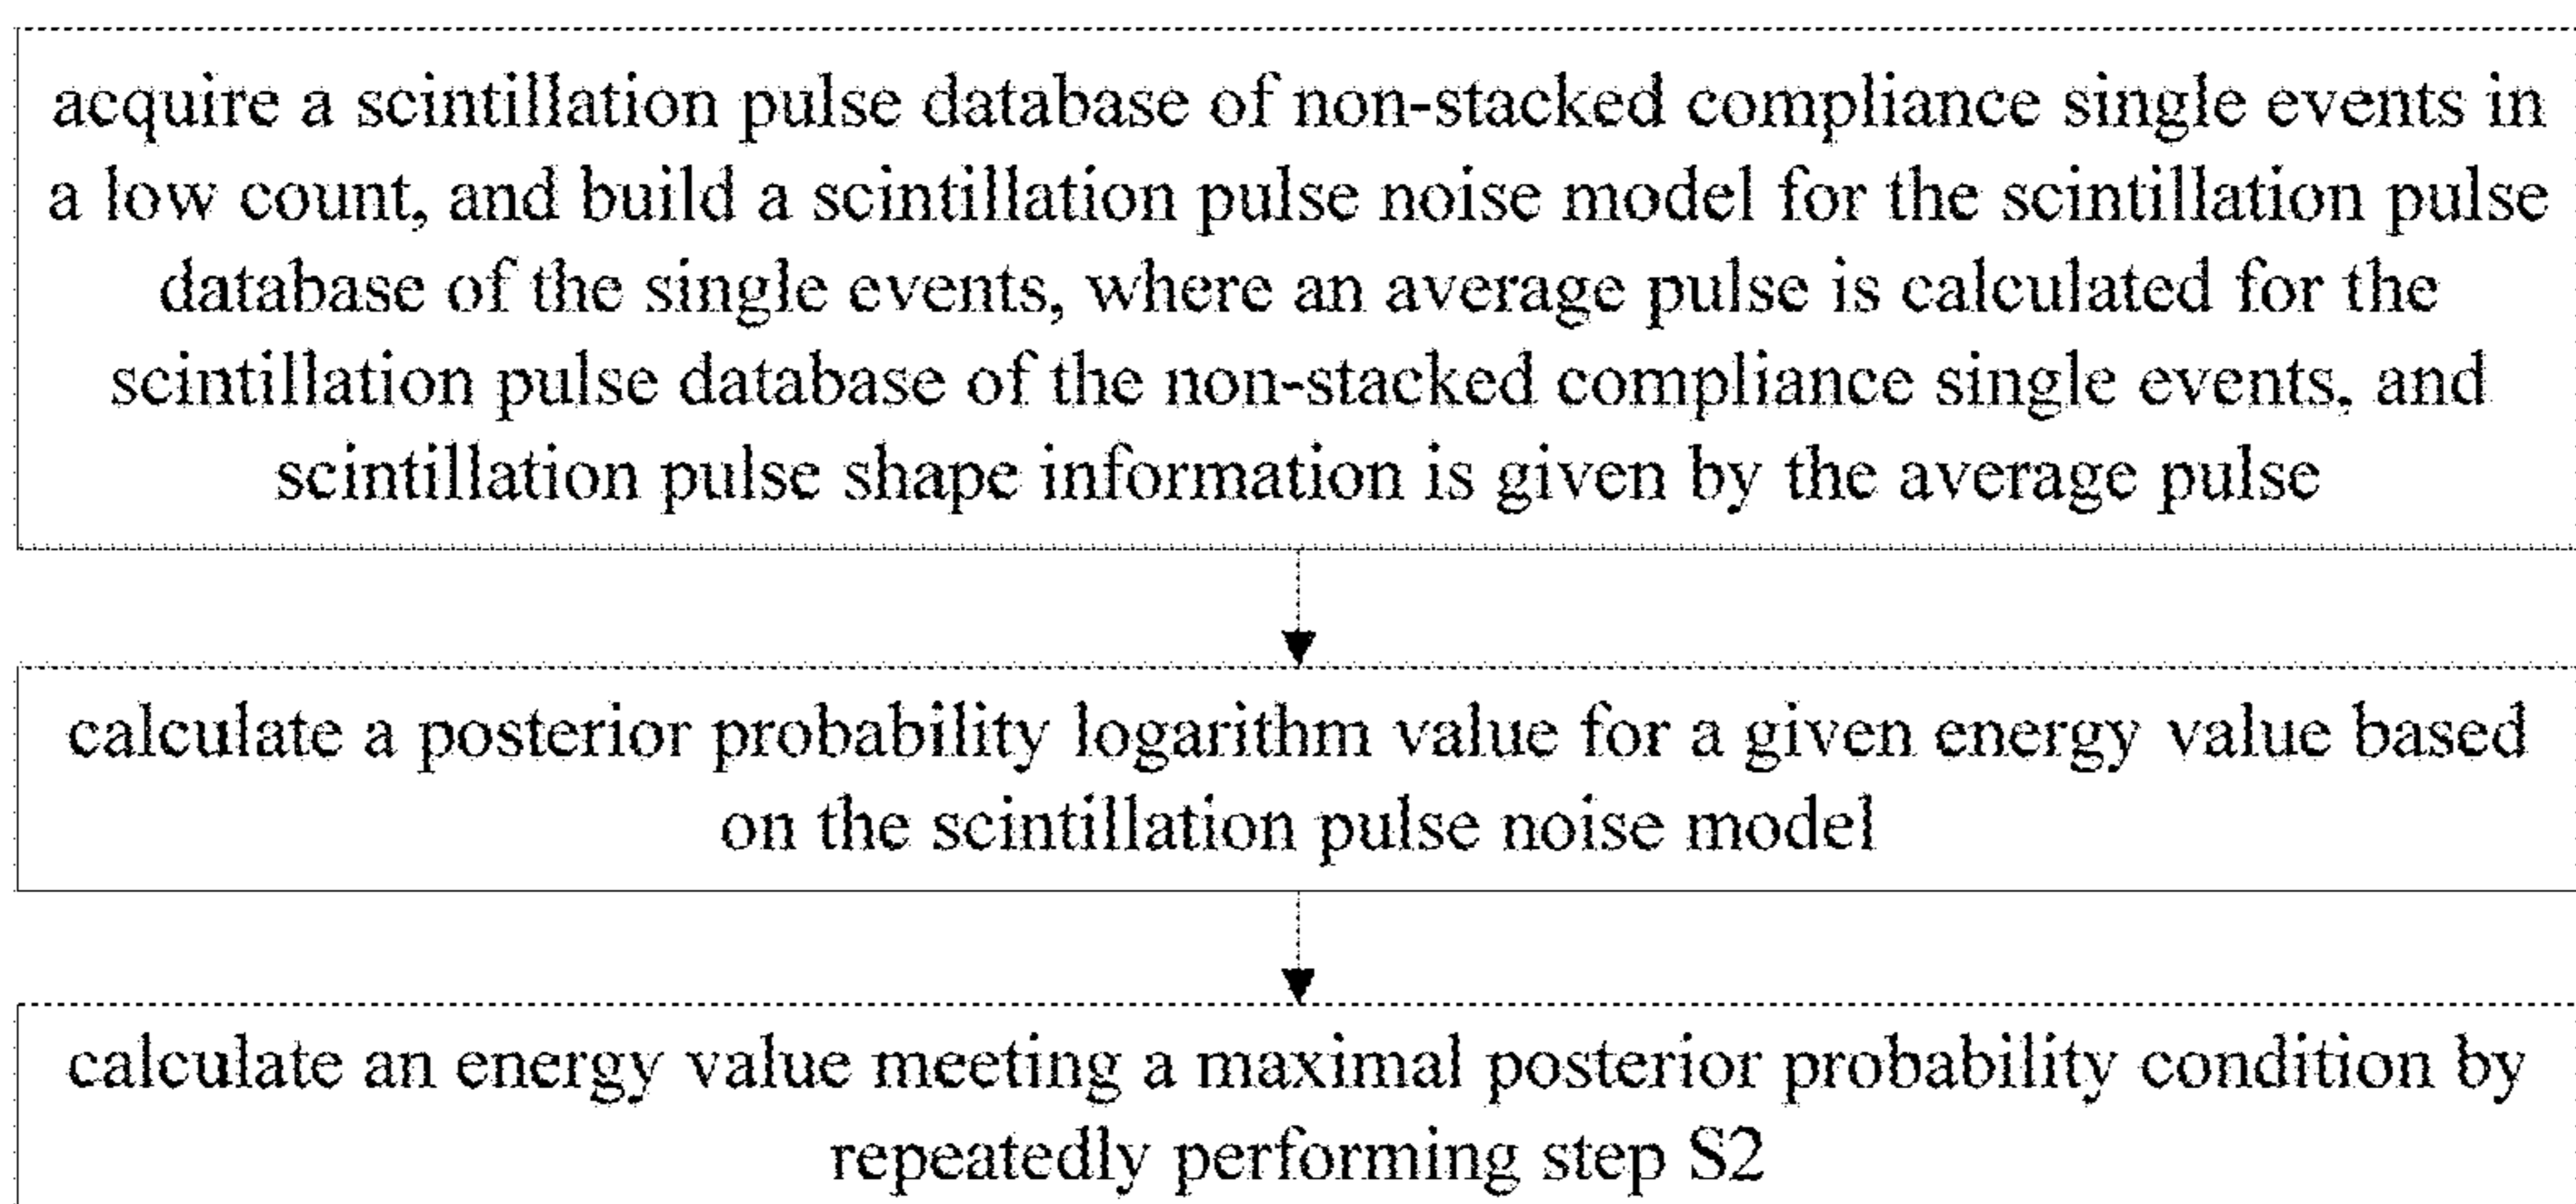 acquire a scintillation pulse database of non-stacked compliance single events in
a low count, and build a scintillation pulse noise model for the scintillation pulse
database of the single events, where an average pulse is calculated for the
scintillation pulse database of the non-stacked compliance single events, and
scintillation pulse shape information is given by the average pulse
calculate a posterior probability logarithm value for a given energy value based
on the scintillation pulse noise model
calculate an energy value meeting a maximal posterior probability condition by
repeatedly performing step S2